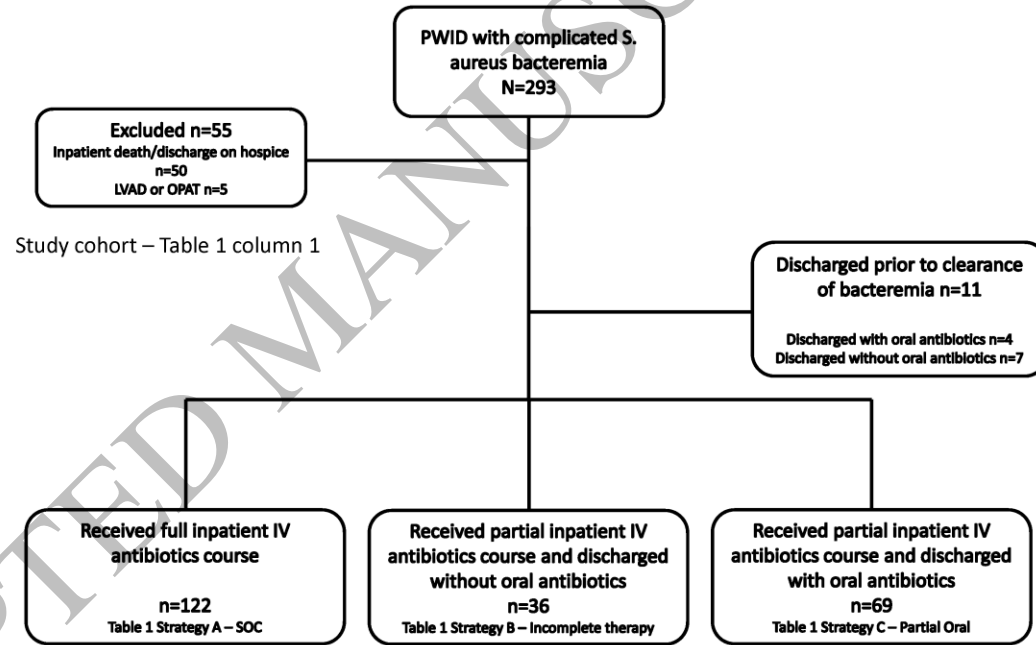 PWID with complicated S.
aureus bacteremia
N=293
Excluded n=55
Inpatient death/discharge on hospice
n=50
LVAD or OPAT n=5
Study cohort – Table 1 column 1
Discharged prior to clearance
of bacteremia n=11
Discharged with oral antibiotics n=4
Discharged without oral antibiotics n=7
Received full inpatient IV
antibiotics course
n=122
Table 1 Strategy A – SOC
Received partial inpatient IV
antibiotics course and discharged
without oral antibiotics
n=36
Table 1 Strategy B – Incomplete therapy
Received partial inpatient IV
antibiotics course and discharged
with oral antibiotics
n=69
Table 1 Strategy C – Partial Oral